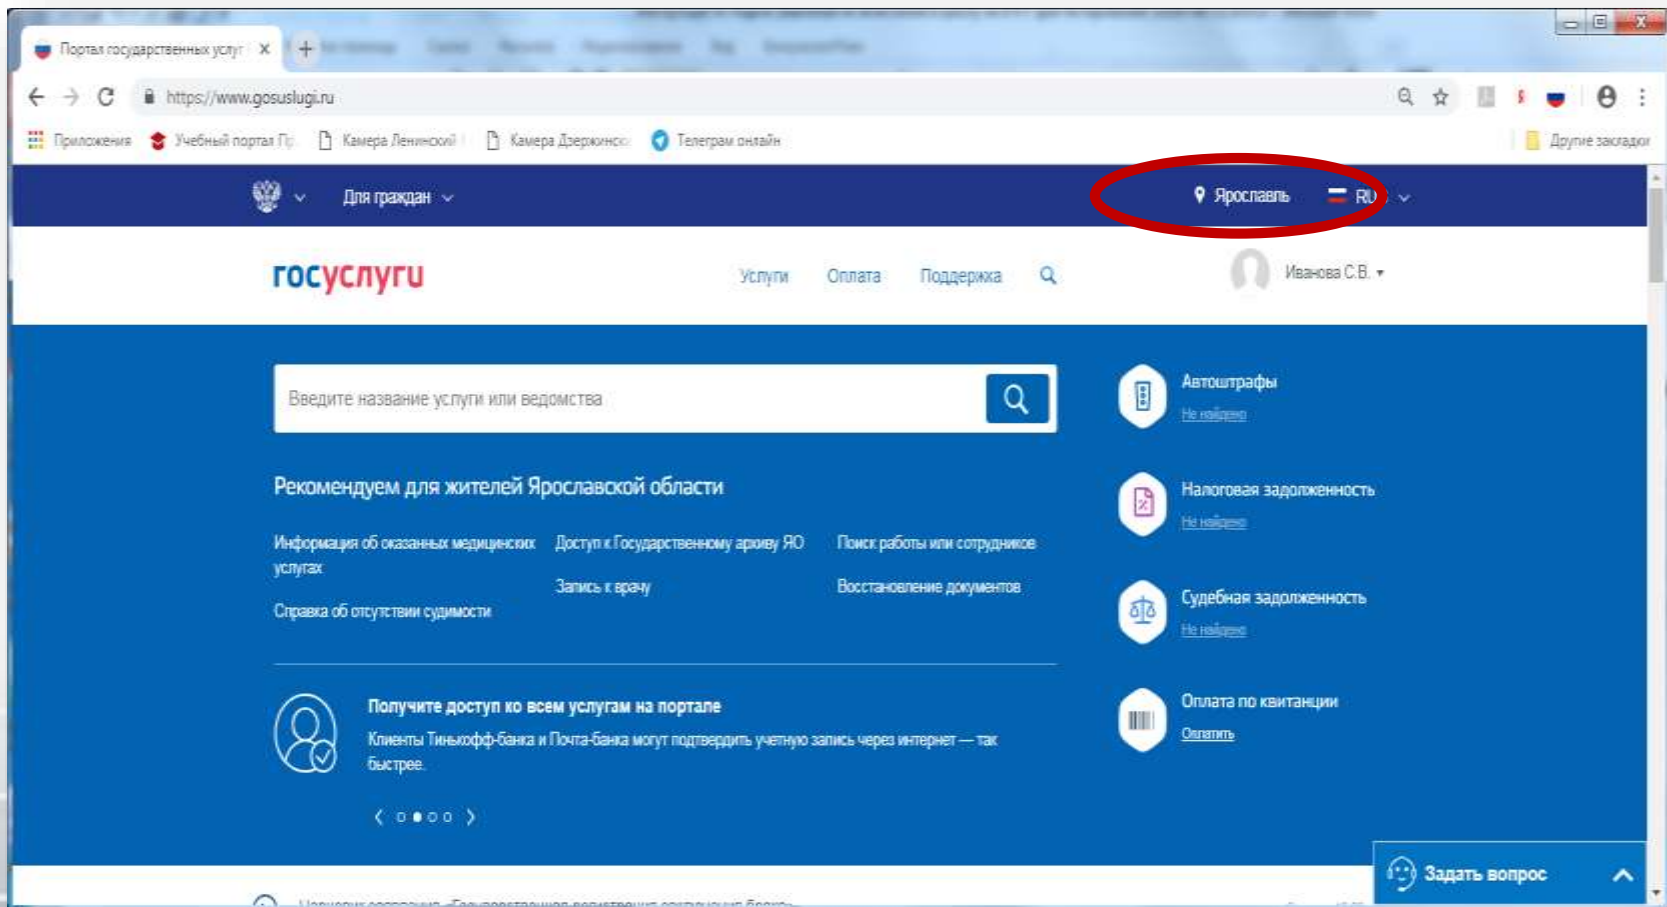 Портал государственных услуг
https://www.gosuslugi.ru
Приложения
Учебный портал
Камера Ленинский
Камера Дзержинск
Телеграм онлайн
Другие закладки
Для граждан
Ярославль
RU
госуслуги
Услуги
Оплата
Поддержка
Иванова С.В.
Введите название услуги или ведомства
Рекомендуем для жителей Ярославской области
Информация об оказанных медицинских
услугах
Справка об отсутствии судимости
Доступ к Государственному архиву ЯО
Запись к врачу
Поиск работы или сотрудников
Восстановление документов
Получите доступ ко всем услугам на портале
Клиенты Тинькофф-банка и Почта-банка могут подтвердить учетную запись через интернет — так
быстрее.
Автоштрафы
Не найдено
Налоговая задолженность
Не найдено
Судебная задолженность
Не найдено
Оплата по квитанции
Оплатить
Задать вопрос